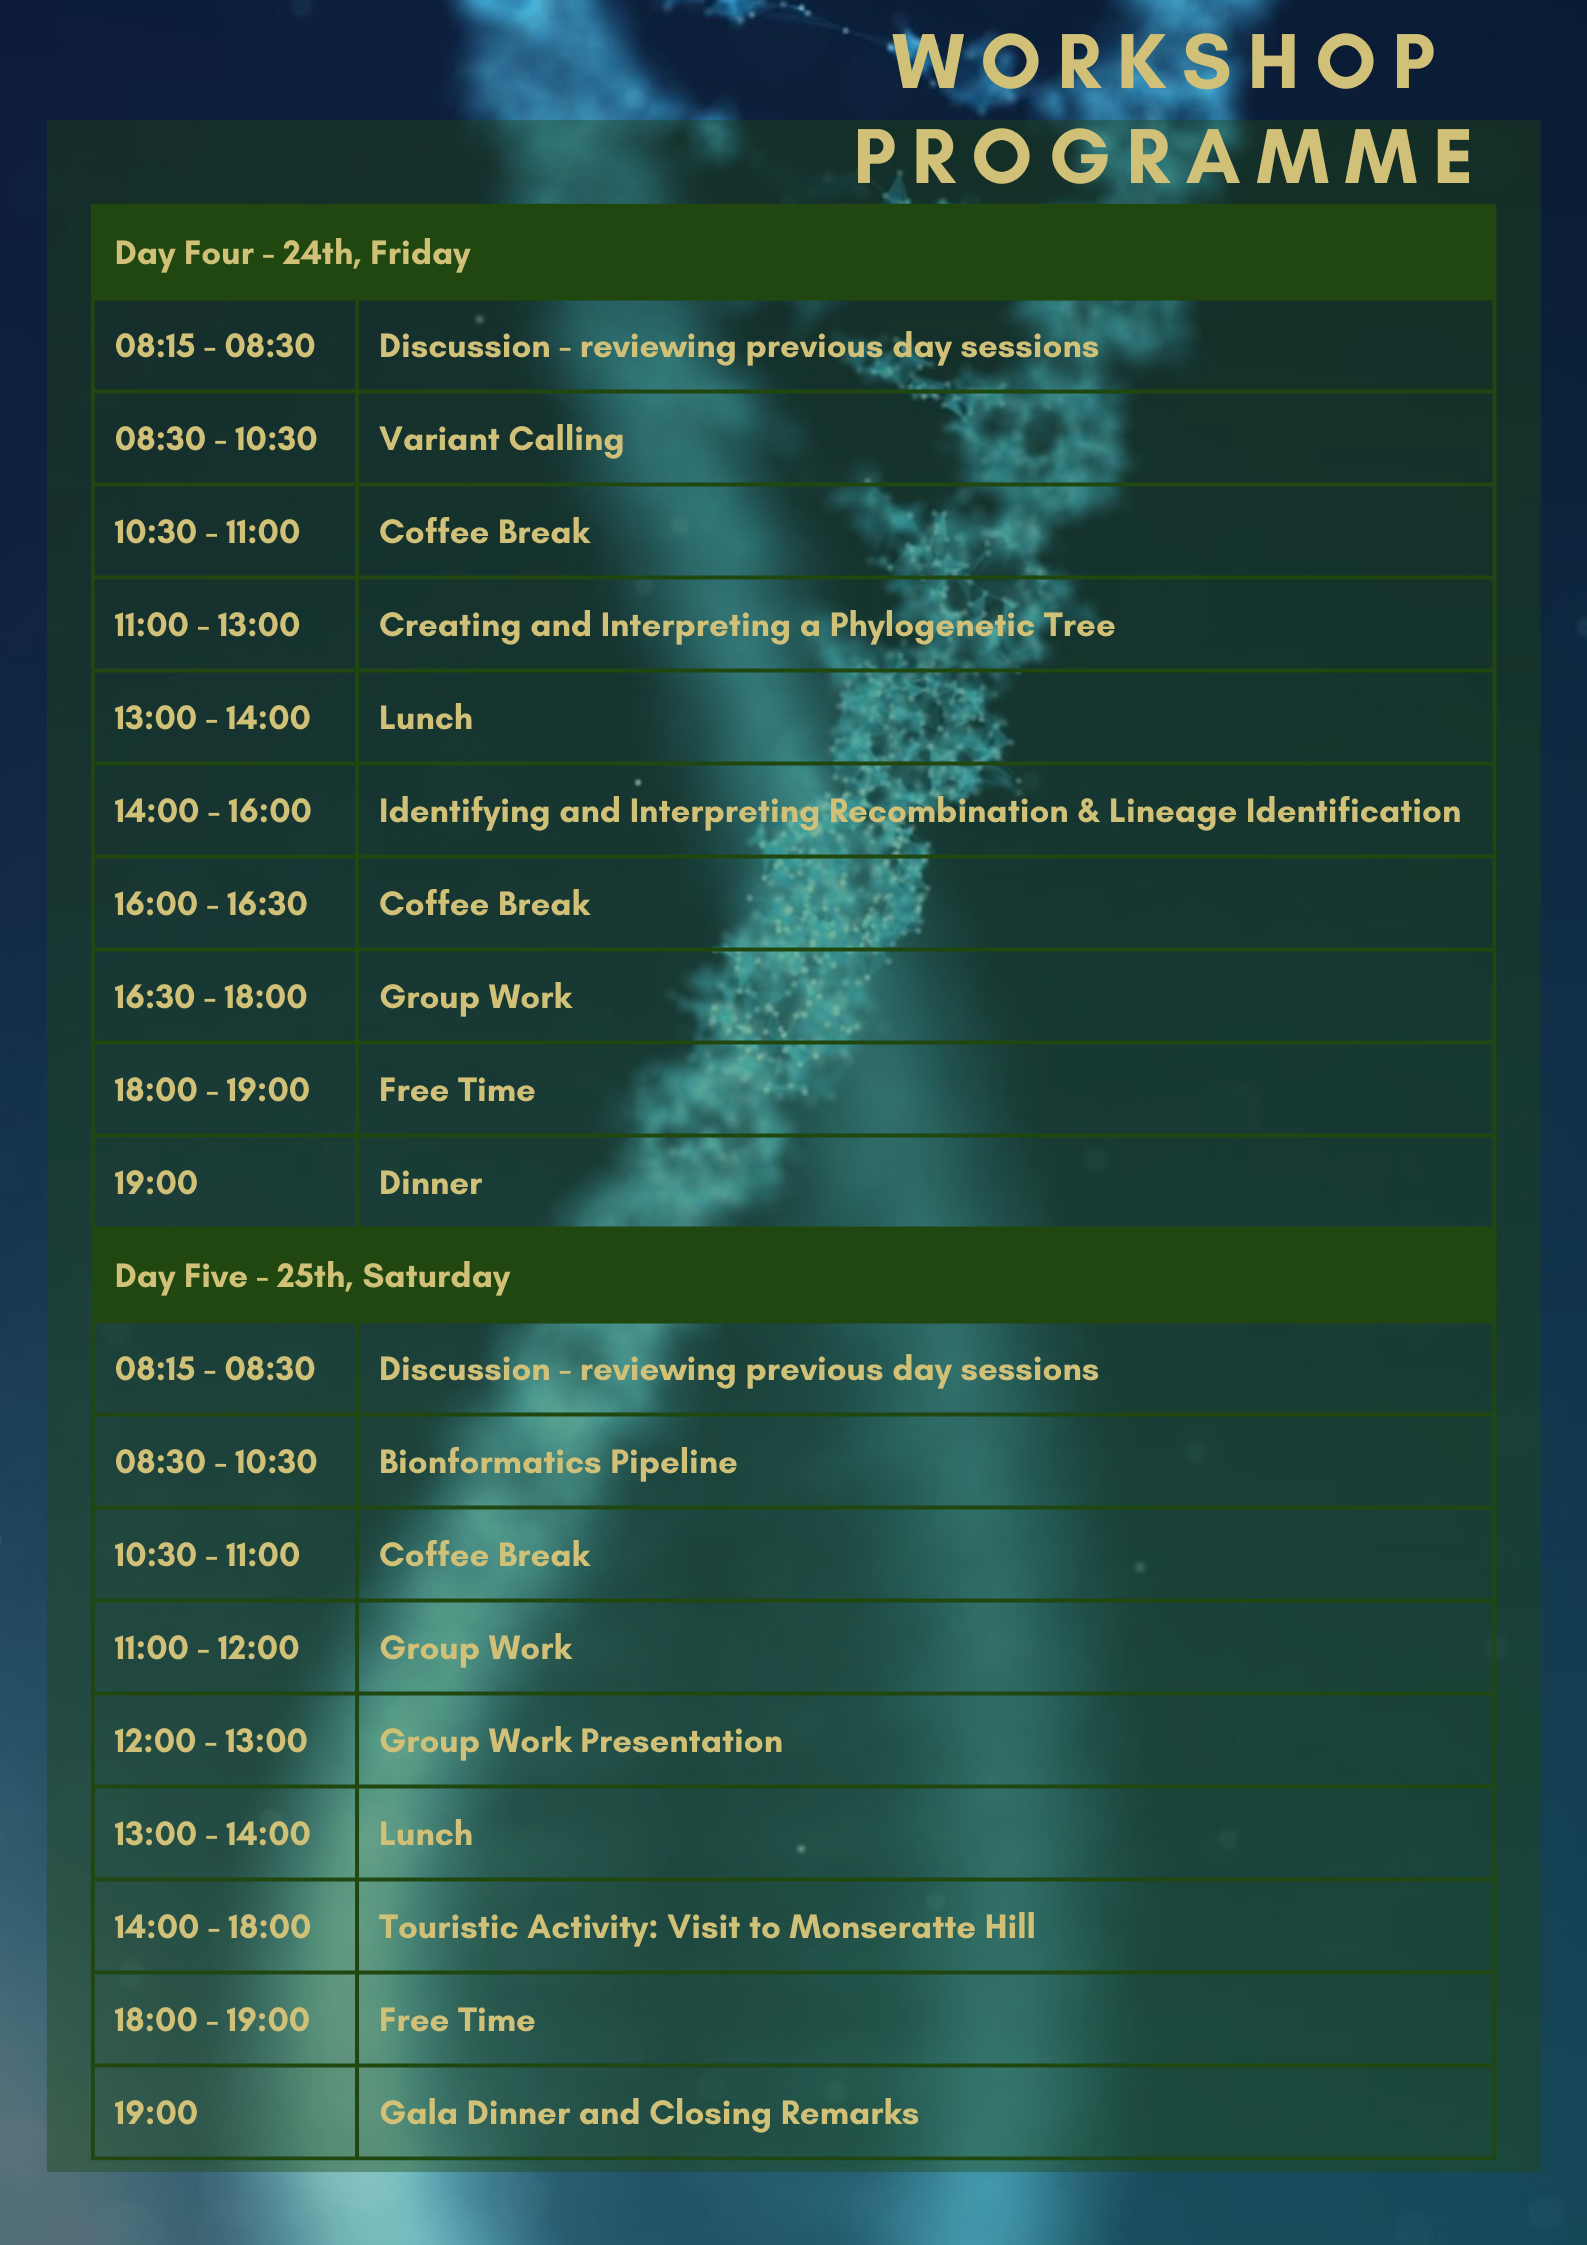 WORKSHOP
PROGRAMME
Day Four - 24th, Friday
08:15 - 08:30 Discussion - reviewing previous day sessions
08:30 - 10:30 Variant Calling
10:30 - 11:00 Coffee Break
11:00 - 13:00 Creating and Interpreting a Phylogenetic Tree
13:00 - 14:00 Lunch
14:00 - 16:00 Identifying and Interpreting Recombination & Lineage Identification
16:00 - 16:30 Coffee Break
16:30 - 18:00 Group Work
18:00 - 19:00 Free Time
19:00 Dinner
Day Five - 25th, Saturday
08:15 - 08:30 Discussion - reviewing previous day sessions
08:30 - 10:30 Bionformatics Pipeline
10:30 - 11:00 Coffee Break
11:00 - 12:00 Group Work
12:00 - 13:00 Group Work Presentation
13:00 - 14:00 Lunch
14:00 - 18:00 Touristic Activity: Visit to Monseratte Hill
18:00 - 19:00 Free Time
19:00 Gala Dinner and Closing Remarks